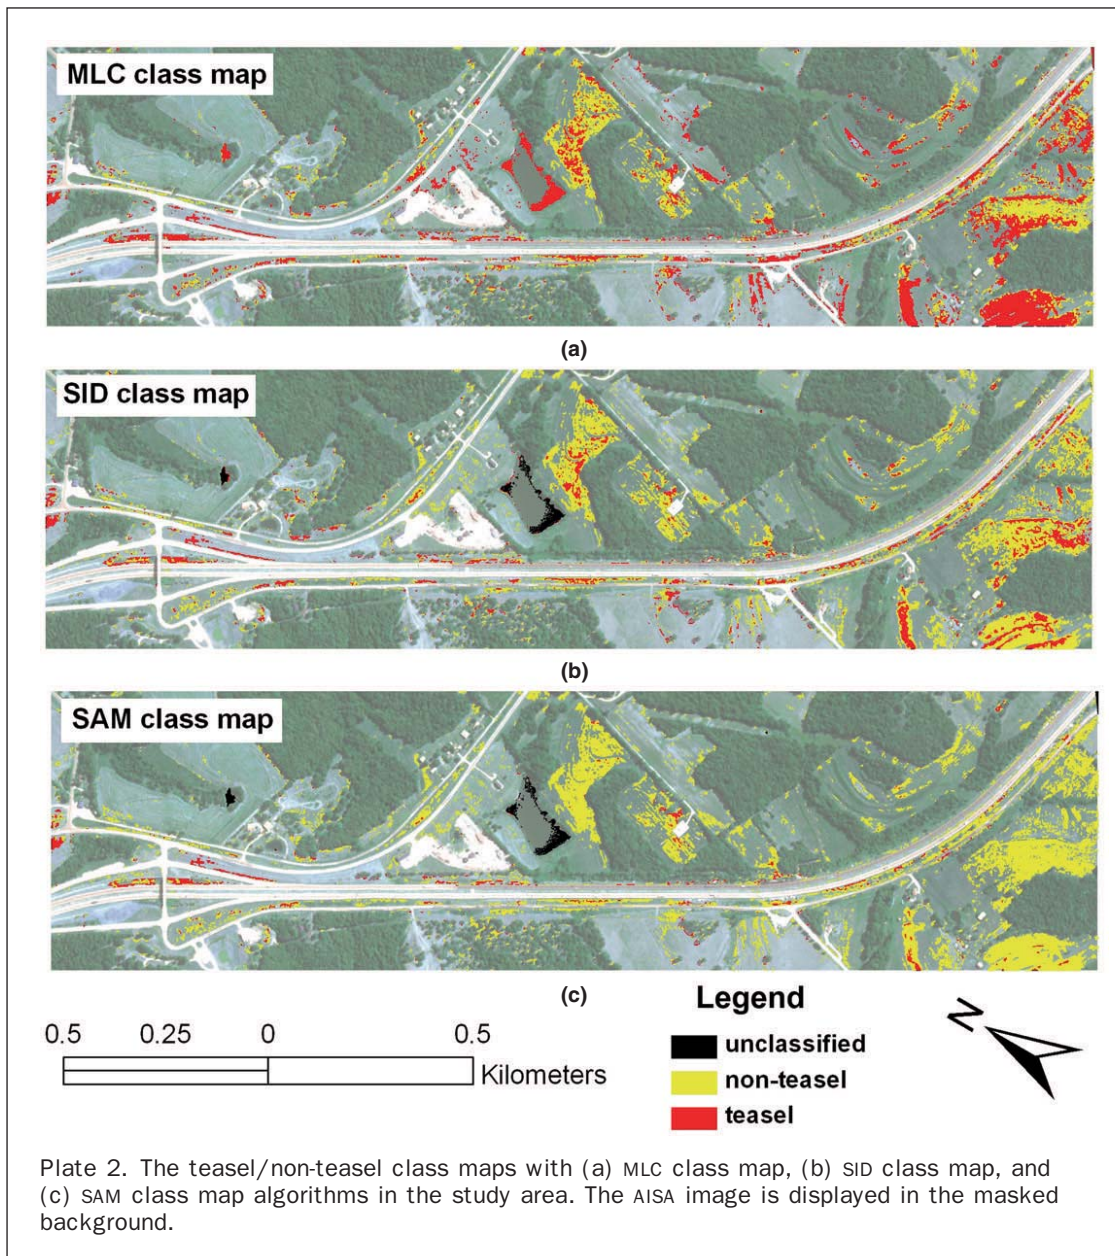 MLC class map
(a)
SID class map
(b)
SAM class map
(c)
0.5 0.25 0 0.5
Kilometers
Legend
unclassified
non-teasel
teasel
N
Plate 2. The teasel/non-teasel class maps with (a) MLC class map, (b) SID class map, and
(c) SAM class map algorithms in the study area. The AISA image is displayed in the masked
background.